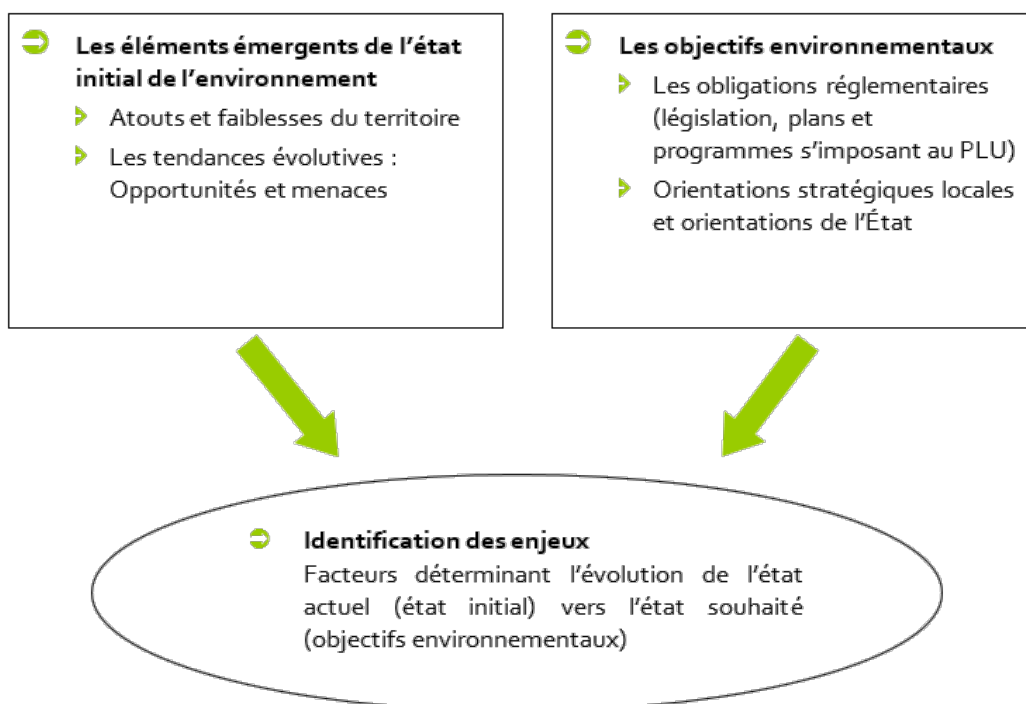 Les éléments émergents de l'état
initial de l'environnement
Atouts et faiblesses du territoire
Les tendances évolutives :
Opportunités et menaces
Les objectifs environnementaux
Les obligations réglementaires
(législation, plans et
programmes s'imposant au PLU)
Orientations stratégiques locales
et orientations de l'État
Identification des enjeux
Facteurs déterminant l'évolution de l'état
actuel (état initial) vers l'état souhaité
(objectifs environnementaux)